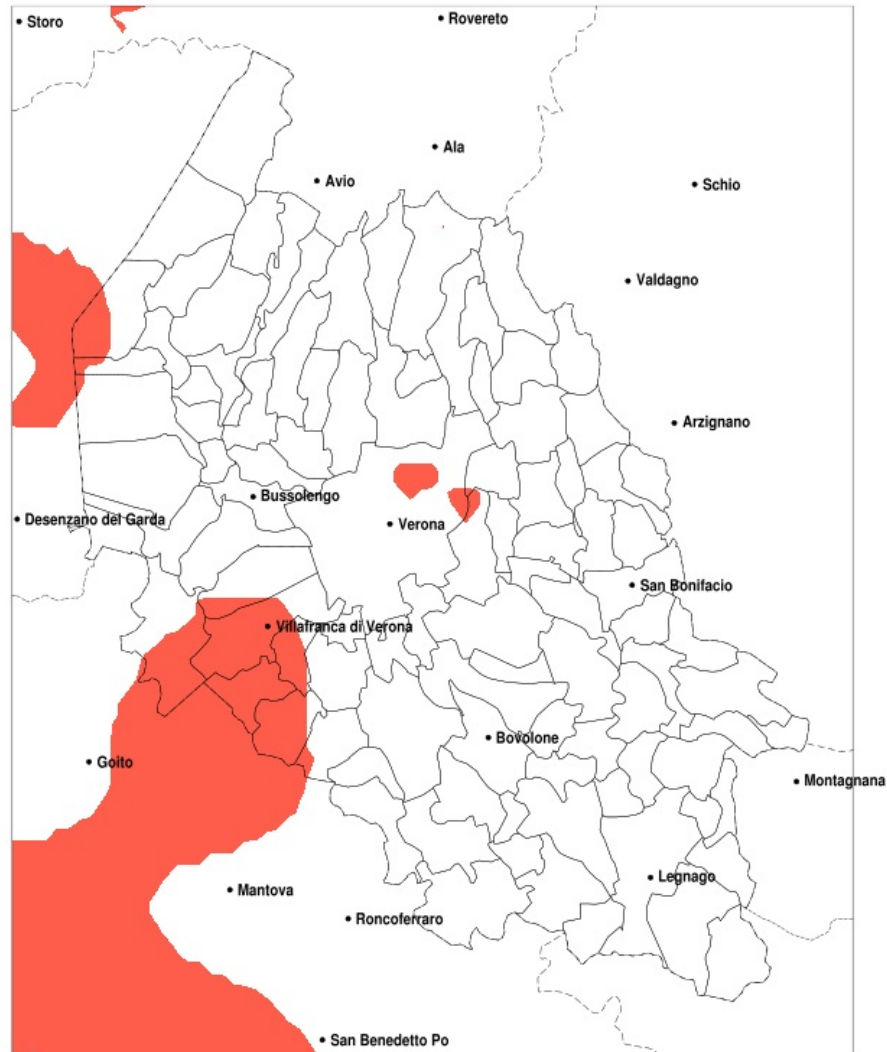 Storo
Rovereto
Ala
Avio
Schio
Valdagno
Arzignano
Bussolengo
Desenzano del Garda
Verona
San Bonifacio
Villafranca di Verona
Bovolone
Goito
Montagnana
Legnago
Mantova
Roncoferraro
San Benedetto Po